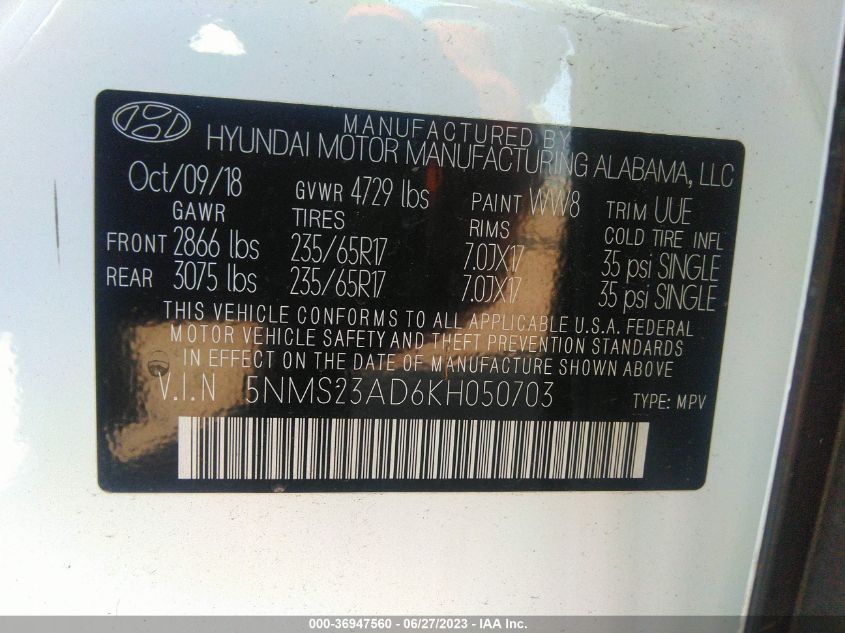 MANUFACTURED BY
HYUNDAI MOTOR MANUFACTURING ALABAMA, LLC
Oct/09/18 GVWR 4729 lbs PAINT WW8 TRIM UUE
GAWR TIRES RIMS COLD TIRE INFL
FRONT 2866 lbs 235/65R17 7.0JX17 35 psi SINGLE
REAR 3075 lbs 235/65R17 7.0JX17 35 psi SINGLE
THIS VEHICLE CONFORMS TO ALL APPLICABLE U.S.A. FEDERAL
MOTOR VEHICLE SAFETY AND THEFT PREVENTION STANDARDS
IN EFFECT ON THE DATE OF MANUFACTURE SHOWN ABOVE
V.I.N 5NMS23AD6KH050703 TYPE: MPV
000-36947560 - 06/27/2023 - IAA Inc.